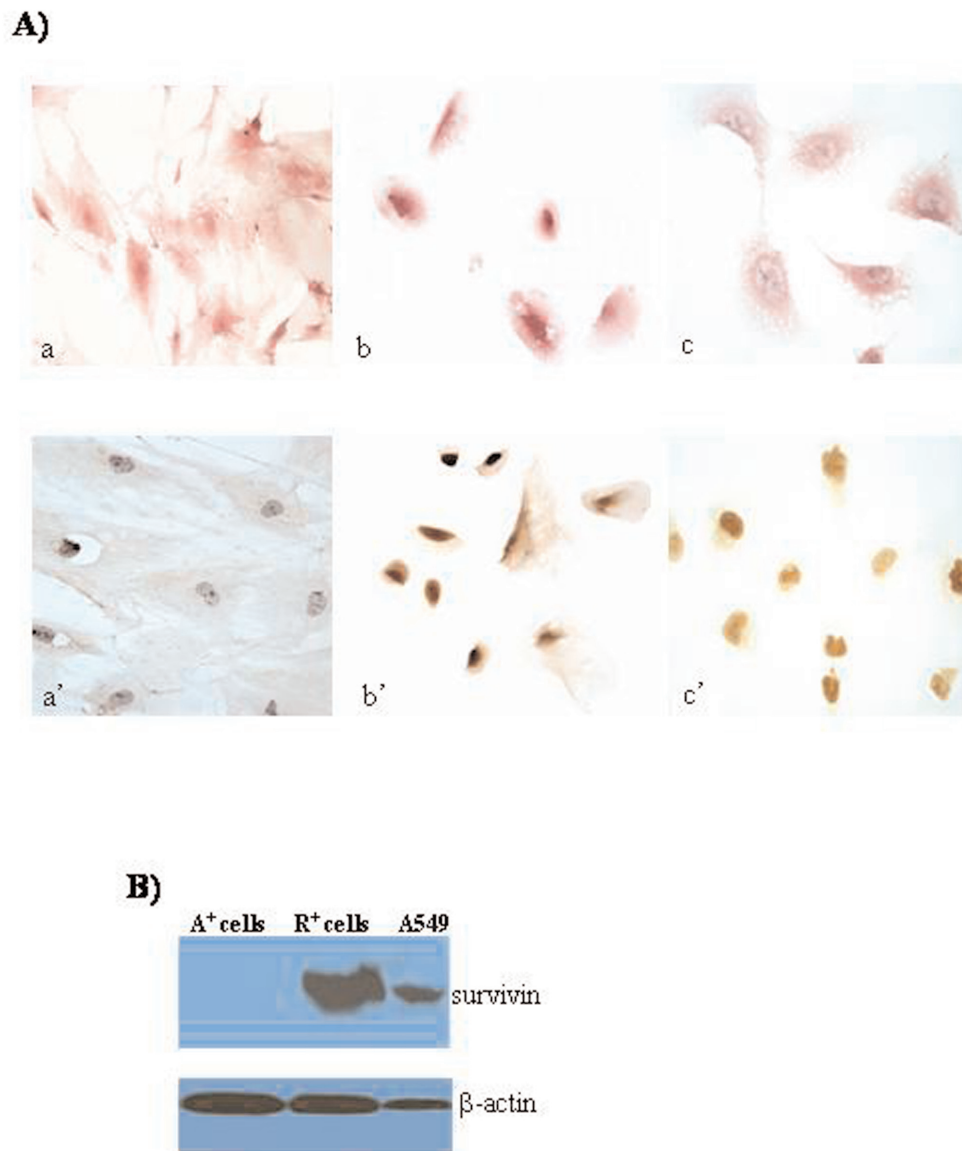 A)
a
b
c
a'
b'
c'
B)
A⁺ cells R⁺ cells A549
survivin
β-actin